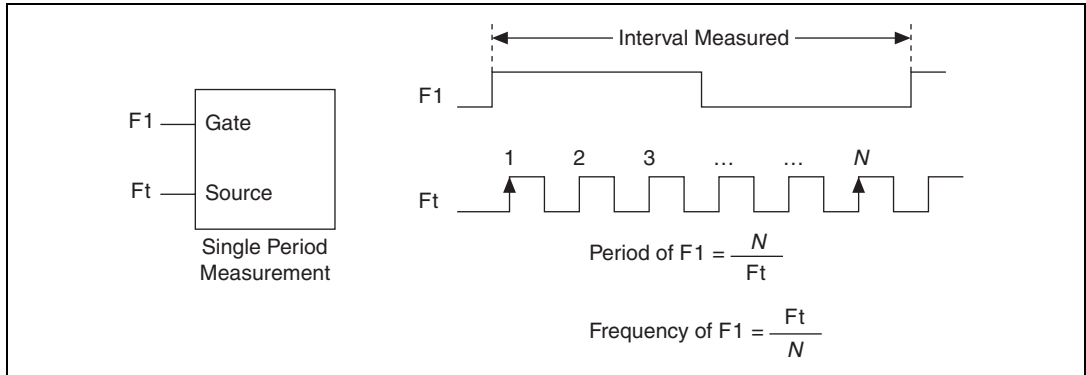 Interval Measured
F1
F1
Gate
1 2 3 … … N
Ft
Source
Ft
Single Period
Measurement
Period of F1 = N
Ft
Frequency of F1 = Ft
N